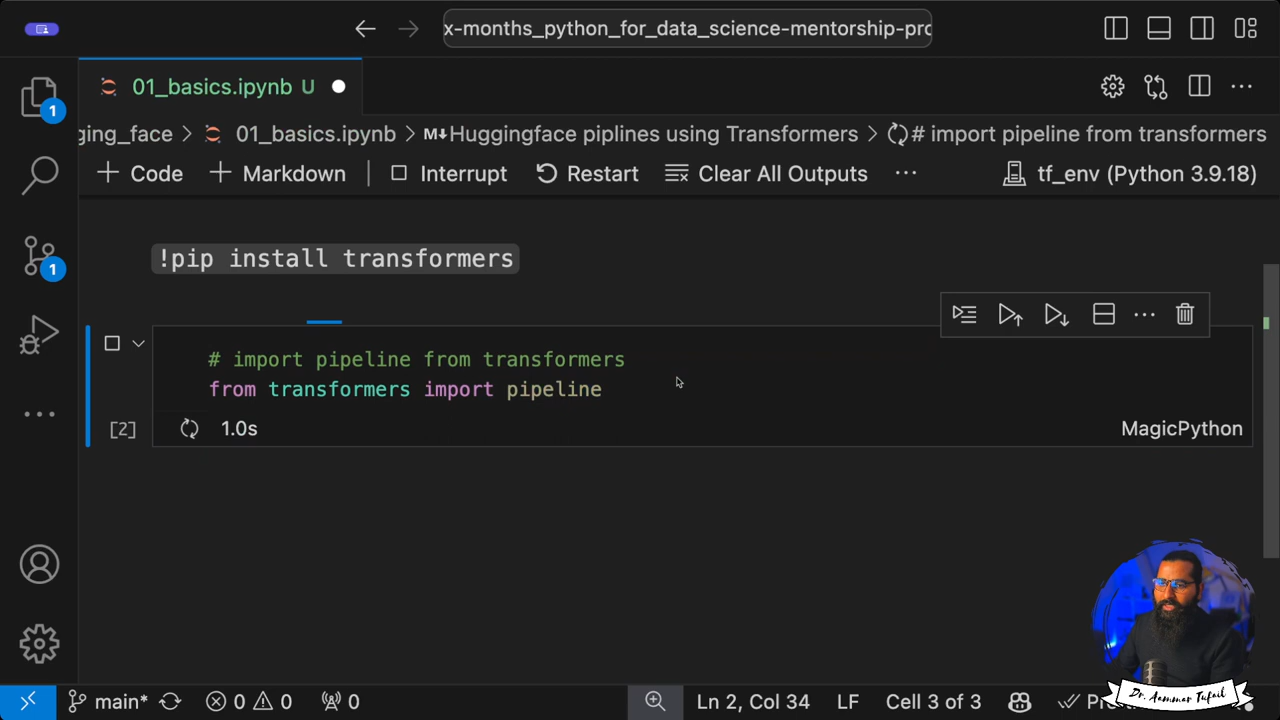 x-months_python_for_data_science-mentorship-pro
01_basics.ipynb U
1
ging_face > 01_basics.ipynb > M Huggingface piplines using Transformers > # import pipeline from transformers
+ Code + Markdown | Interrupt Restart Clear All Outputs ... tf_env (Python 3.9.18)
!pip install transformers
1
# import pipeline from transformers
from transformers import pipeline
[2] 1.0s MagicPython
main* 0 0 0 Ln 2, Col 34 LF Cell 3 of 3
Dr. Aammar Tufail